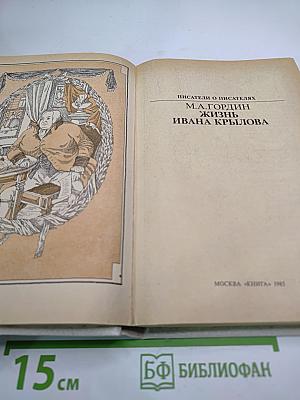 ПИСАТЕЛИ О ПИСАТЕЛЯХ
М.А.ГОРДИН
ЖИЗНЬ
ИВАНА КРЫЛОВА
МОСКВА «КНИГА» 1985
15 см
БФ БИБЛИОФАН